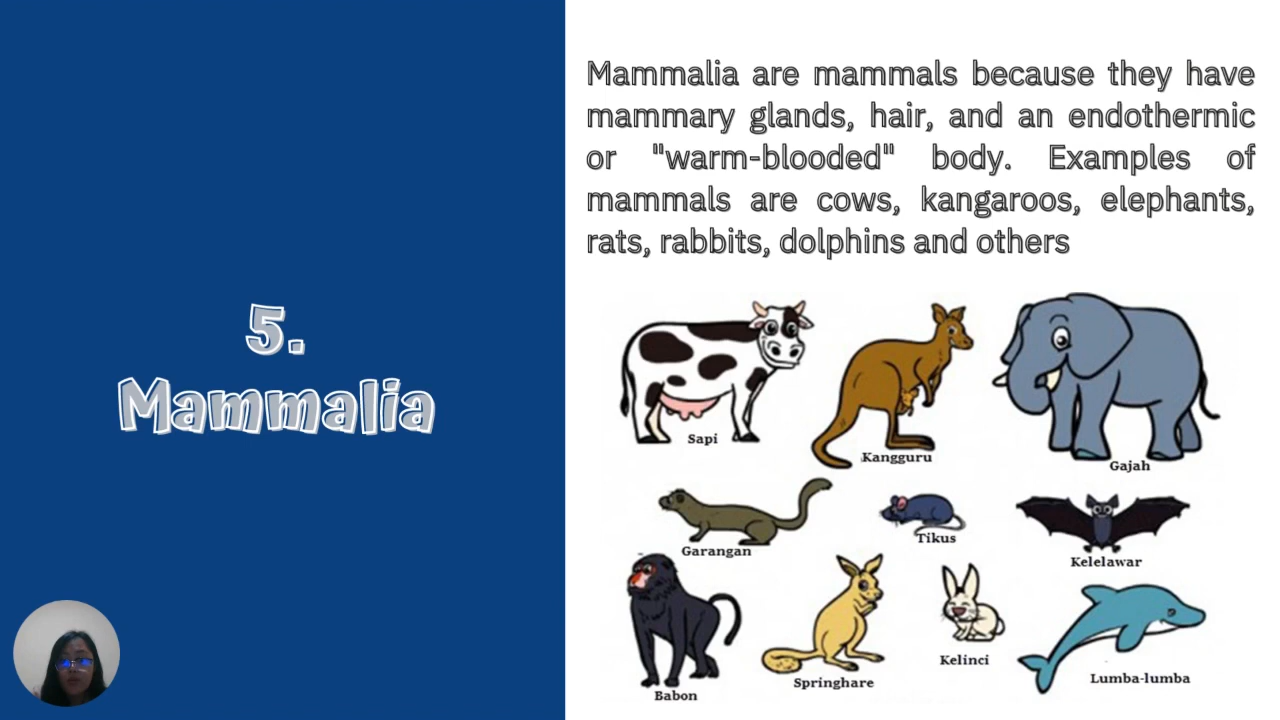 5.
Mammalia
Mammalia are mammals because they have
mammary glands, hair, and an endothermic
or "warm-blooded" body. Examples of
mammals are cows, kangaroos, elephants,
rats, rabbits, dolphins and others
Sapi
Kangguru
Gajah
Garangan
Tikus
Kelelawar
Babon
Springhare
Kelinci
Lumba-lumba